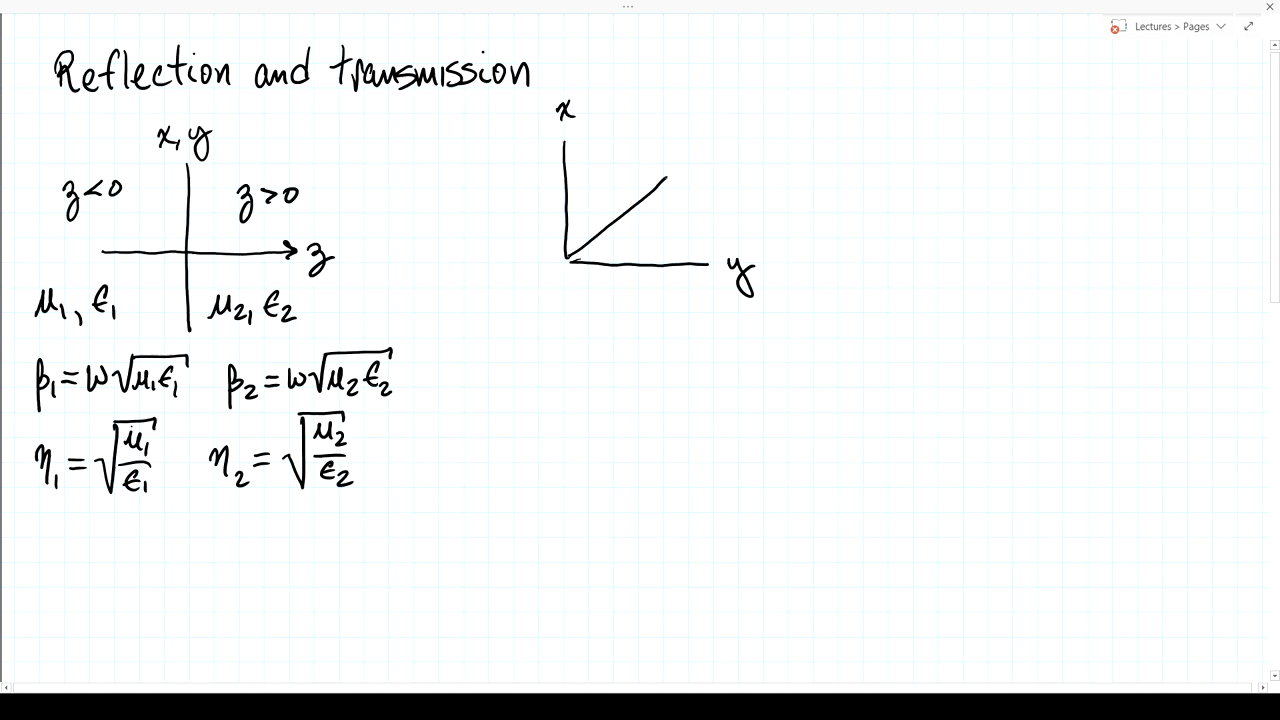 Lectures > Pages
Reflection and transmission
x, y
z<0
z>0
z
μ1, ε1
μ2, ε2
β1=ω√μ1ε1
β2=ω√μ2ε2
η1=√μ1/ε1
η2=√μ2/ε2
x
y